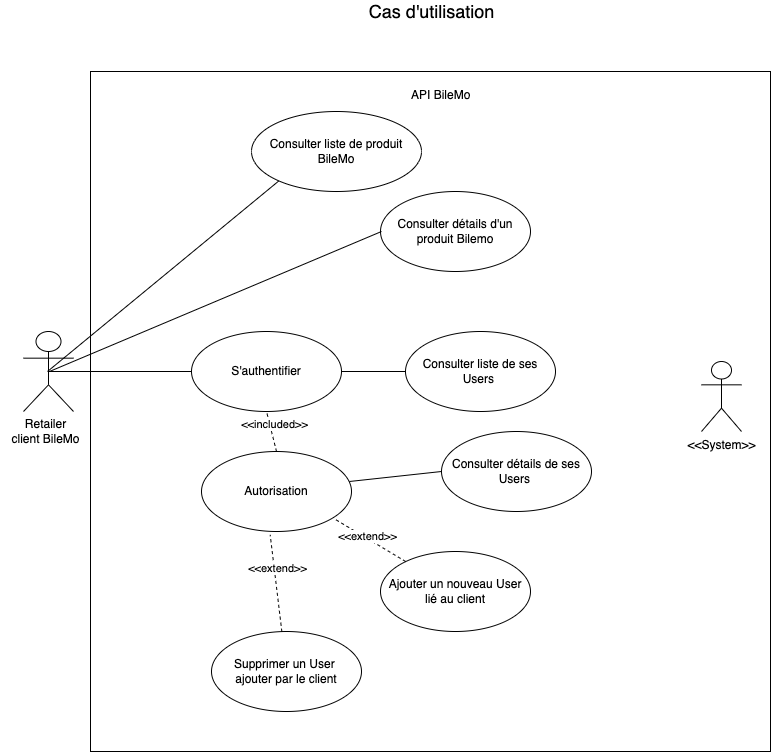 Cas d'utilisation
API BileMo
Consulter liste de produit
BileMo
Consulter détails d'un
produit Bilemo
S'authentifier
Consulter liste de ses
Users
Retailer
client BileMo
<<System>>
<<included>>
Autorisation
Consulter détails de ses
Users
<<extend>>
<<extend>>
Ajouter un nouveau User
lié au client
Supprimer un User
ajouter par le client